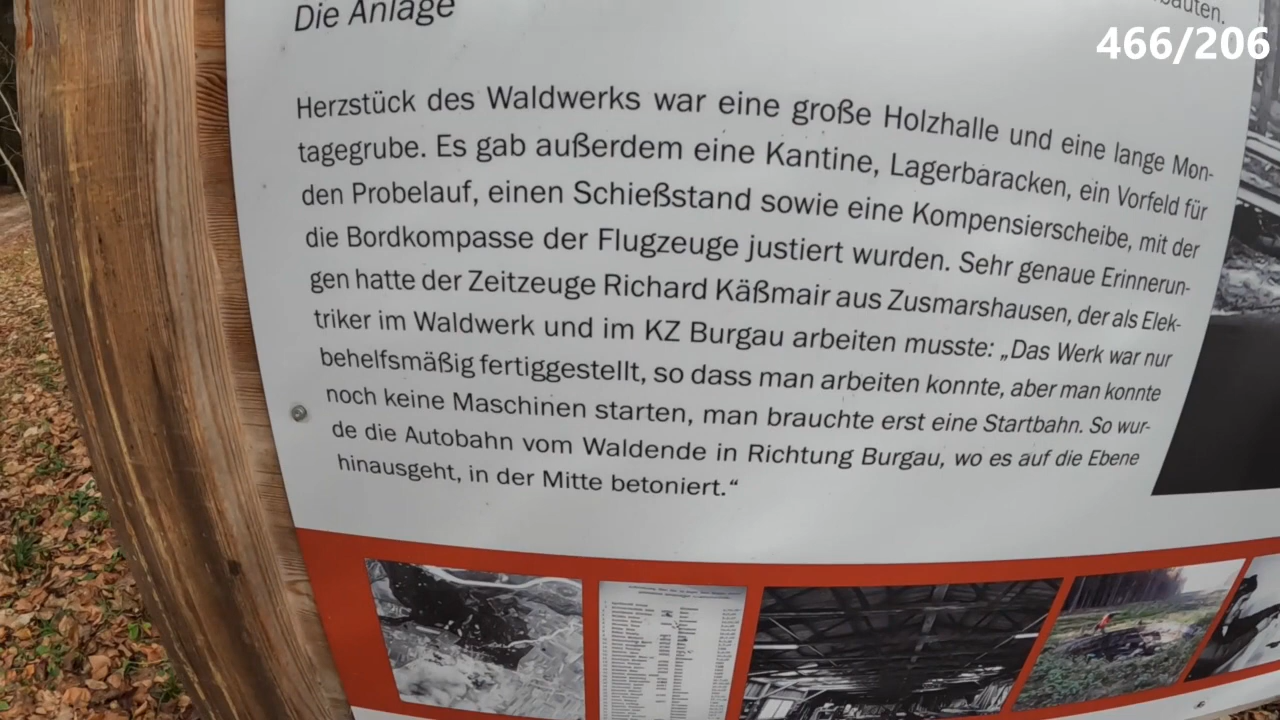 466/206
Die Anlage
Herzstück des Waldwerks war eine große Holzhalle und eine lange Mon-
tagegrube. Es gab außerdem eine Kantine, Lagerbaracken, ein Vorfeld für
den Probelauf, einen Schießstand sowie eine Kompensierscheibe, mit der
die Bordkompasse der Flugzeuge justiert wurden. Sehr genaue Erinnerun-
gen hatte der Zeitzeuge Richard Käßmair aus Zusmarshausen, der als Elek-
triker im Waldwerk und im KZ Burgau arbeiten musste: „Das Werk war nur
behelfsmäßig fertiggestellt, so dass man arbeiten konnte, aber man konnte
noch keine Maschinen starten, man brauchte erst eine Startbahn. So wur-
de die Autobahn vom Waldende in Richtung Burgau, wo es auf die Ebene
hinausgeht, in der Mitte betoniert.“